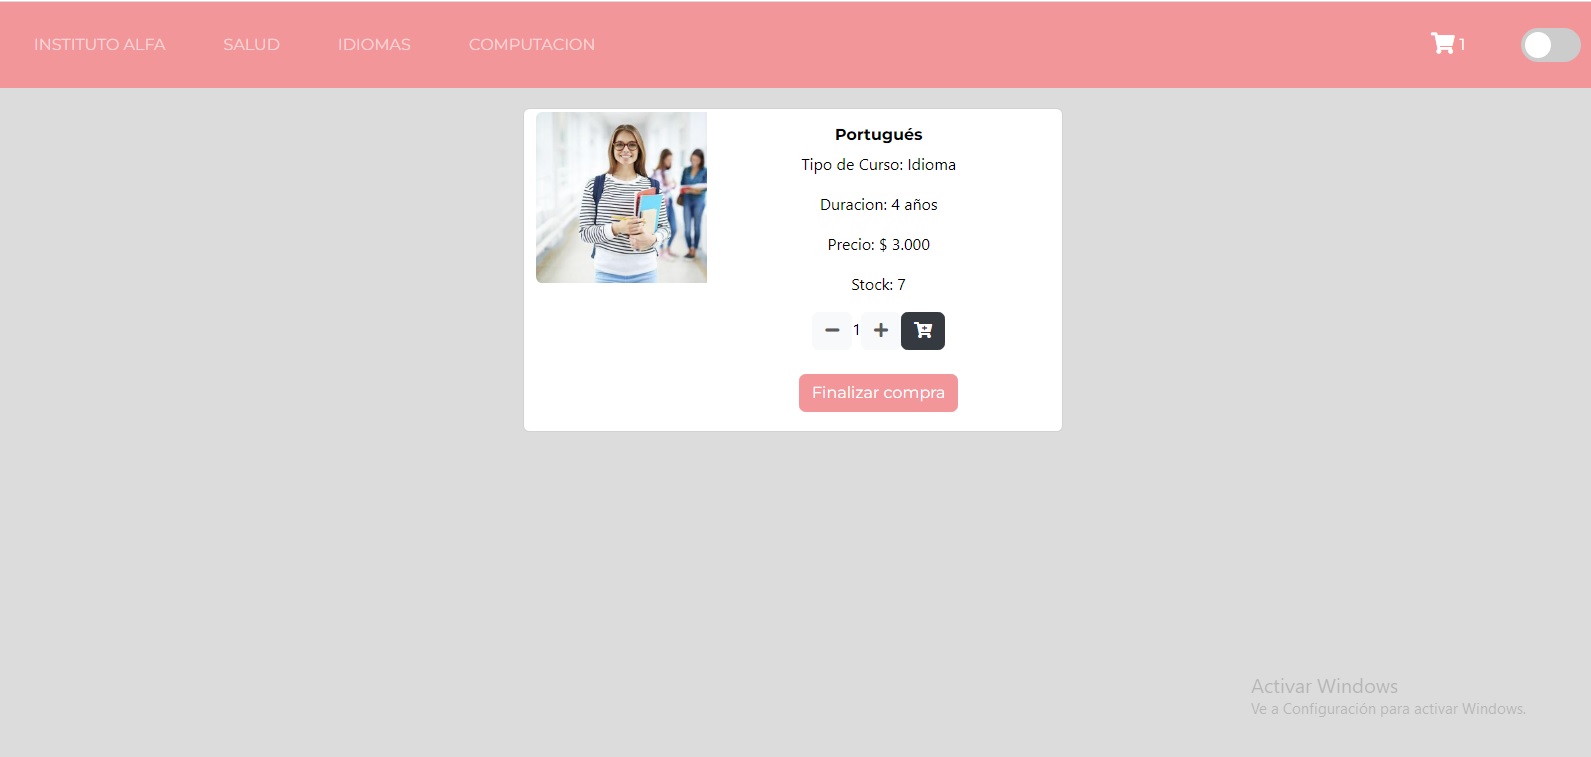 INSTITUTO ALFA SALUD IDIOMAS COMPUTACION 1
Portugués
Tipo de Curso: Idioma
Duracion: 4 años
Precio: $ 3.000
Stock: 7
1
Finalizar compra
Activar Windows
Ve a Configuración para activar Windows.